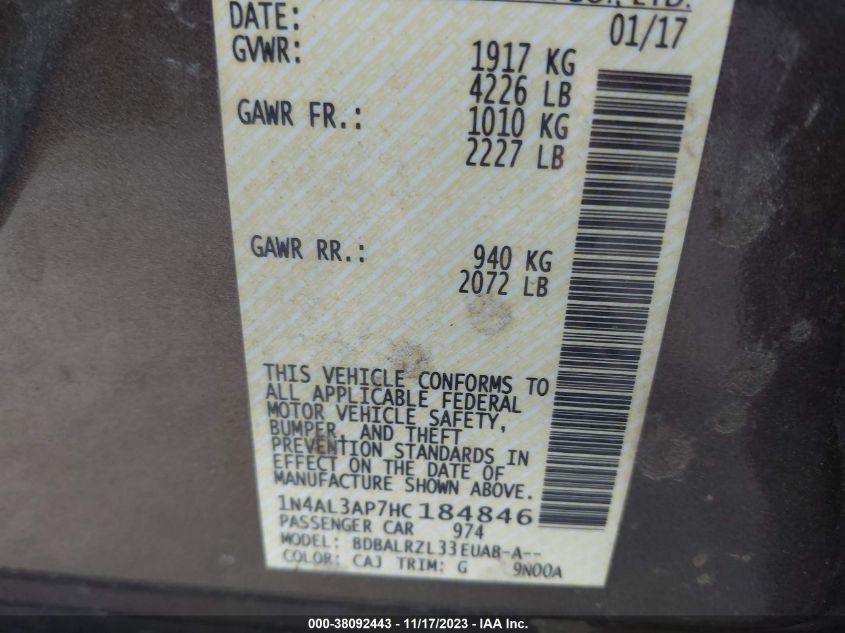 CO., LTD.
DATE: 01/17
GVWR: 1917 KG
4226 LB
GAWR FR.: 1010 KG
2227 LB
GAWR RR.: 940 KG
2072 LB
THIS VEHICLE CONFORMS TO
ALL APPLICABLE FEDERAL
MOTOR VEHICLE SAFETY,
BUMPER, AND THEFT
PREVENTION STANDARDS IN
EFFECT ON THE DATE OF
MANUFACTURE SHOWN ABOVE.
1N4AL3AP7HC184846
PASSENGER CAR 974
MODEL: BDBALRZL33EUAB-A--
COLOR: CAJ TRIM: G 9N00A
000-38092443 - 11/17/2023 - IAA Inc.